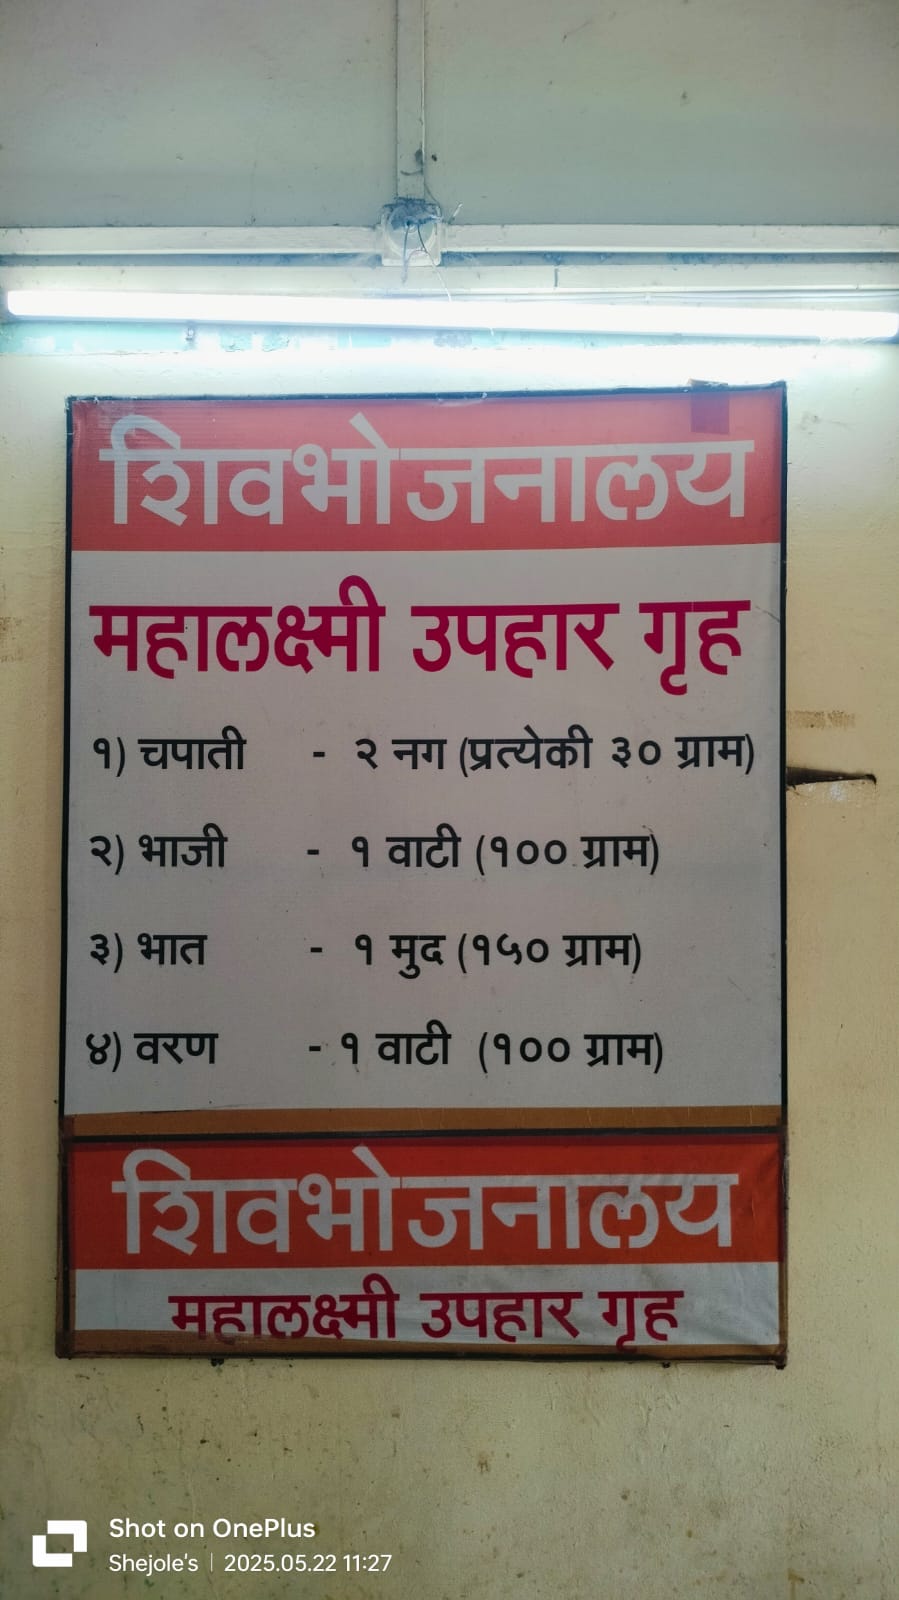 शिवभोजनालय
महालक्ष्मी उपहार गृह
१) चपाती - २ नग (प्रत्येकी ३० ग्राम)
२) भाजी - १ वाटी (१०० ग्राम)
३) भात - १ मुद (१५० ग्राम)
४) वरण - १ वाटी (१०० ग्राम)
शिवभोजनालय
महालक्ष्मी उपहार गृह
Shot on OnePlus
Shejole's | 2025.05.22 11:27